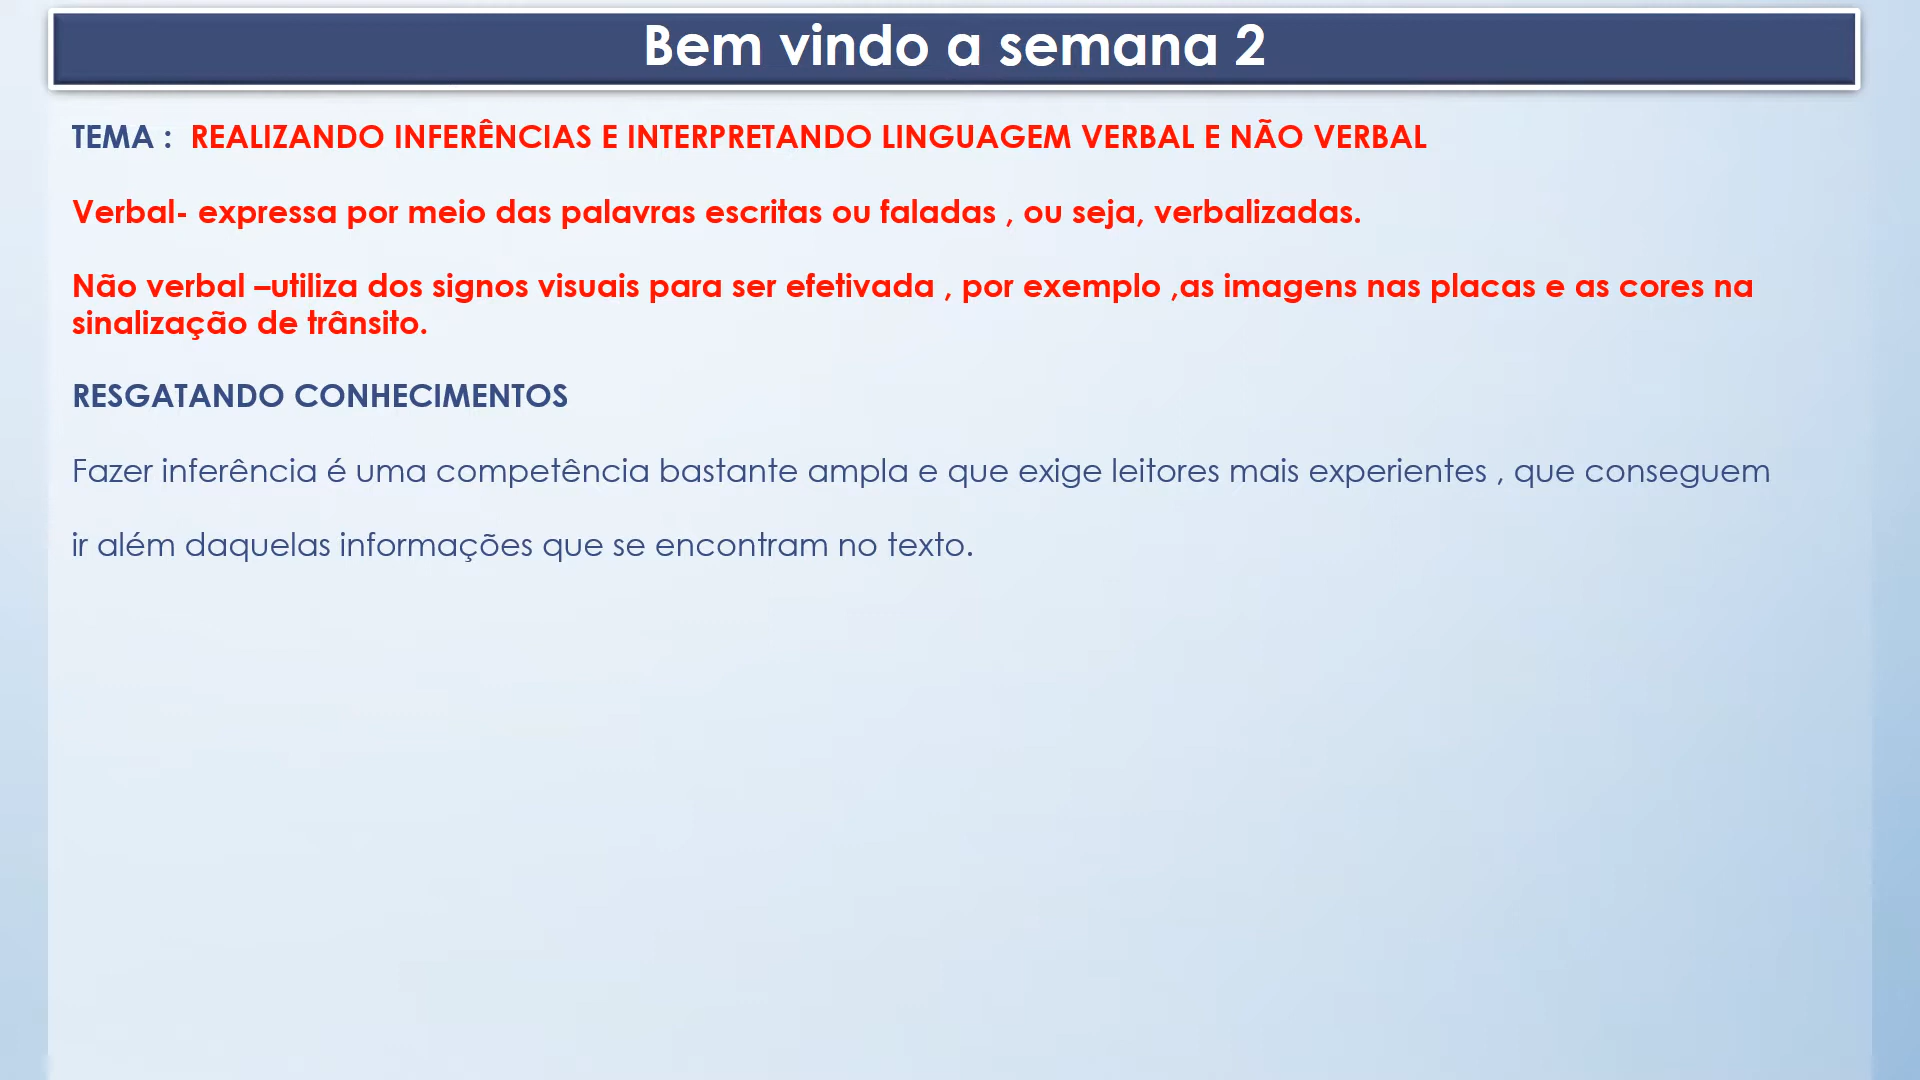 Bem vindo a semana 2
TEMA :  REALIZANDO INFERÊNCIAS E INTERPRETANDO LINGUAGEM VERBAL E NÃO VERBAL
Verbal- expressa por meio das palavras escritas ou faladas , ou seja, verbalizadas.
Não verbal –utiliza dos signos visuais para ser efetivada , por exemplo ,as imagens nas placas e as cores na
sinalização de trânsito.
RESGATANDO CONHECIMENTOS
Fazer inferência é uma competência bastante ampla e que exige leitores mais experientes , que conseguem
ir além daquelas informações que se encontram no texto.